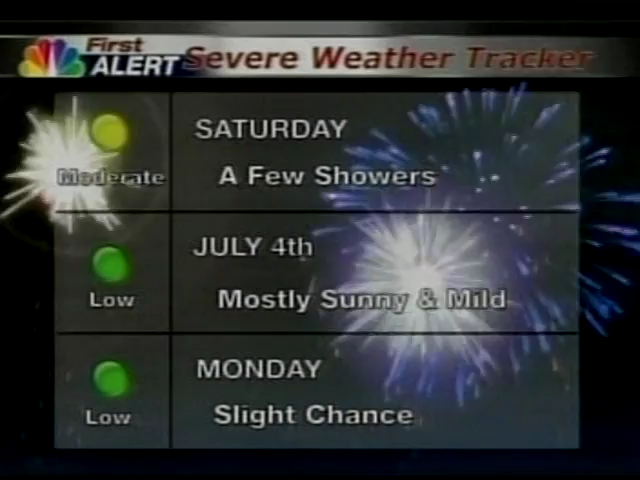 First
ALERT
Severe Weather Tracker
SATURDAY
Moderate
A Few Showers
JULY 4th
Low
Mostly Sunny & Mild
MONDAY
Low
Slight Chance